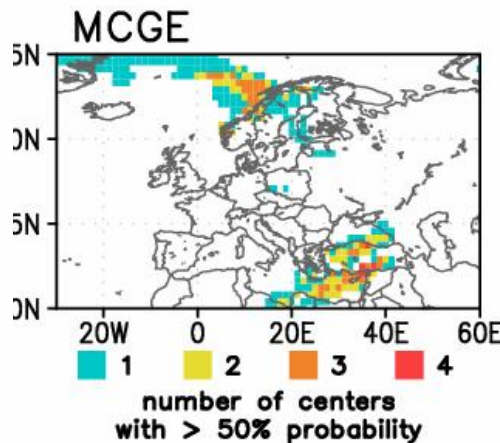 MCGE
5N
0N
5N
0N
20W 0 20E 40E 60E
1 2 3 4
number of centers
with > 50% probability